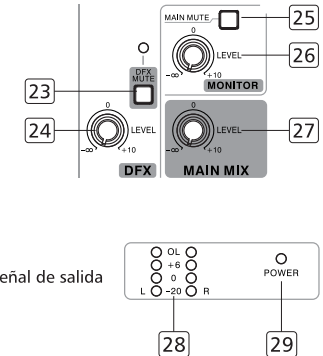 MAIN MUTE
25
0
LEVEL
26
-∞ +10
MONITOR
DFX
MUTE
23
0
24
LEVEL
-∞ +10
DFX
0
LEVEL
27
-∞ +10
MAIN MIX
eñal de salida
OL
+6
0
L -20 R
POWER
28
29